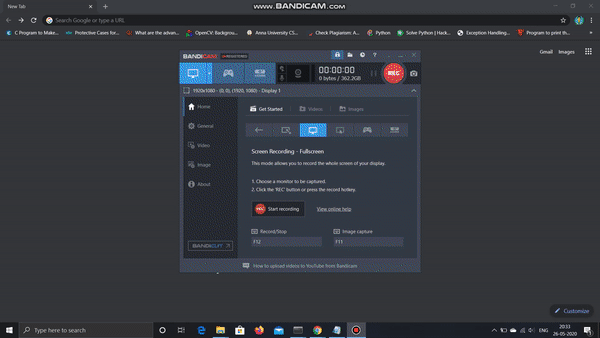 www.BANDICAM.com
New Tab
Search Google or type a URL
C Program to Make
Protective Cases for
What are the advan
OpenCV: Backgrou
Anna University CS
Check Plagiarism: A
Python
Solve Python | Hack
Exception Handling
Program to print th
Gmail
Images
BANDICAM
UNREGISTERED
REC
00:00:00
0 bytes / 362.2GB
1920x1080 - (0, 0), (1920, 1080) - Display 1
Home
General
Video
Image
About
BANDICUT
Get Started
Videos
Images
Screen Recording - Fullscreen
This mode allows you to record the whole screen of your display.
1. Choose a monitor to be captured.
2. Click the 'REC' button or press the record hotkey.
REC
Start recording
View online help
Record/Stop
Image capture
F12
F11
How to upload videos to YouTube from Bandicam
Customize
Type here to search
ENG
20:33
26-05-2020